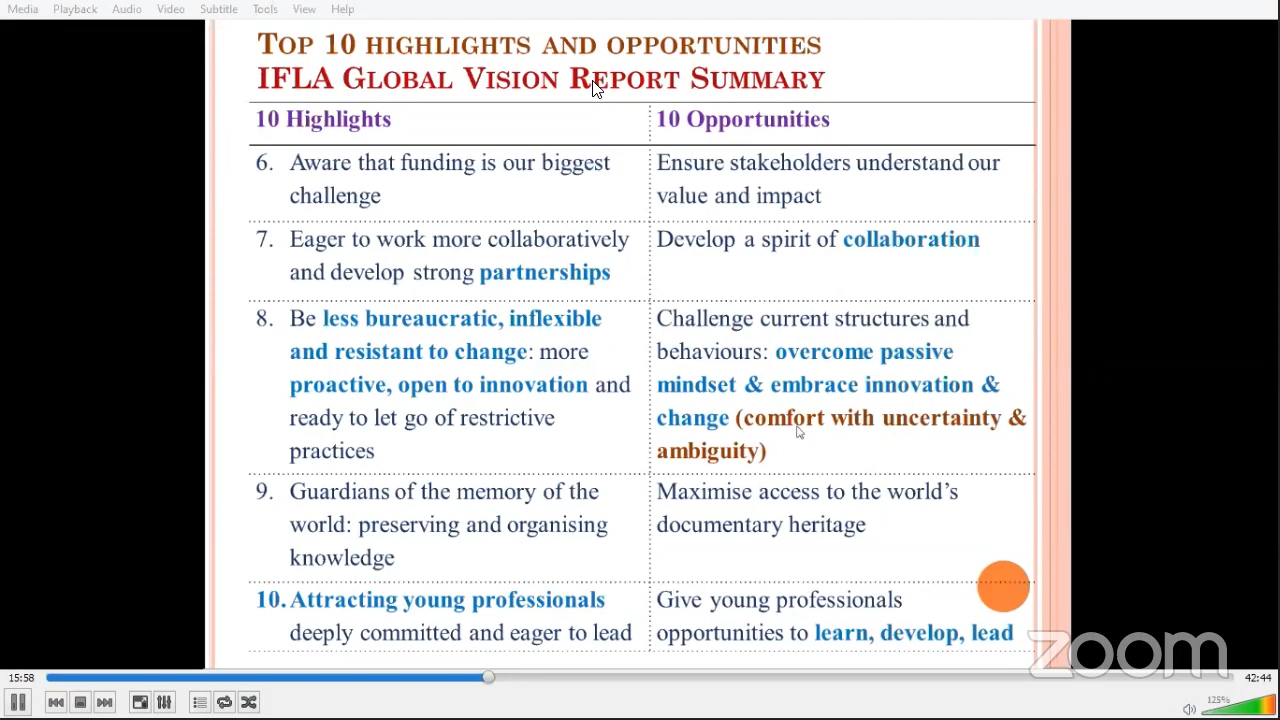 Media Playback Audio Video Subtitle Tools View Help
TOP 10 HIGHLIGHTS AND OPPORTUNITIES
IFLA GLOBAL VISION REPORT SUMMARY
10 Highlights 10 Opportunities
6. Aware that funding is our biggest
challenge
Ensure stakeholders understand our
value and impact
7. Eager to work more collaboratively
and develop strong partnerships
Develop a spirit of collaboration
8. Be less bureaucratic, inflexible
and resistant to change: more
proactive, open to innovation and
ready to let go of restrictive
practices
Challenge current structures and
behaviours: overcome passive
mindset & embrace innovation &
change (comfort with uncertainty &
ambiguity)
9. Guardians of the memory of the
world: preserving and organising
knowledge
Maximise access to the world's
documentary heritage
10. Attracting young professionals
deeply committed and eager to lead
Give young professionals
opportunities to learn, develop, lead
zoom
15:58 42:44
125%